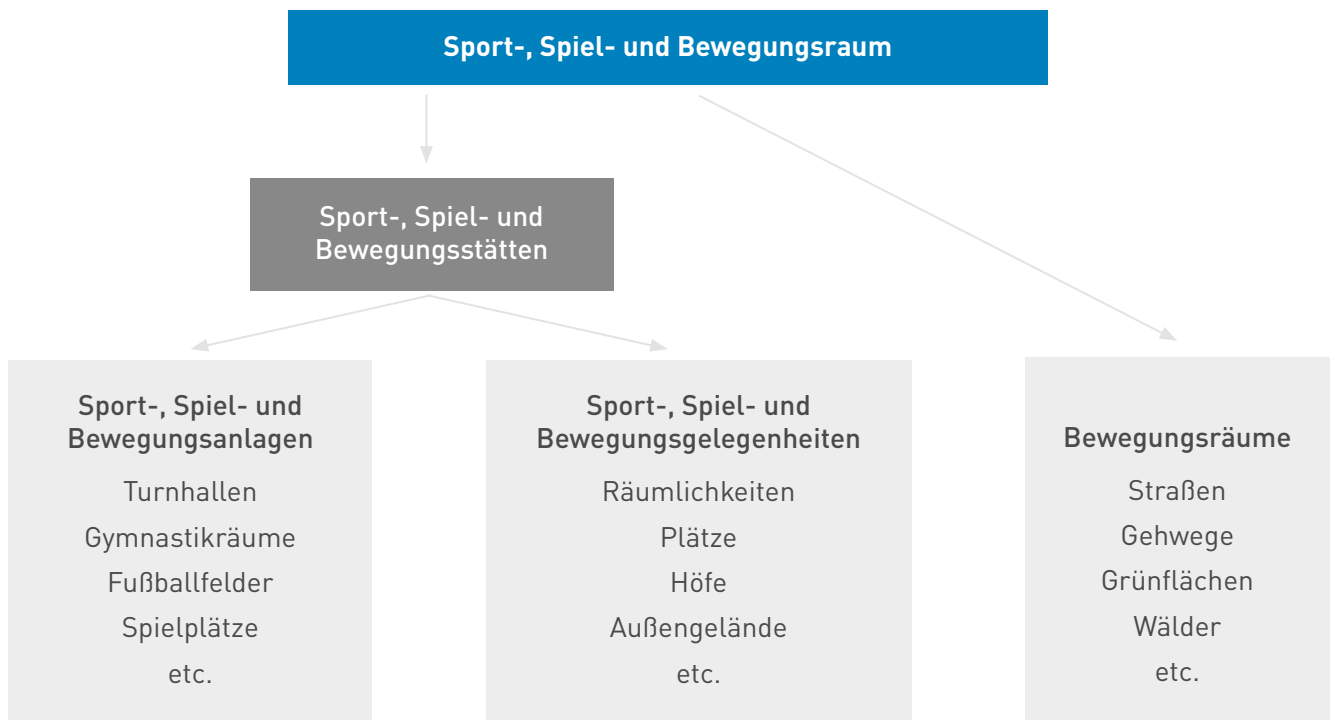 Sport-, Spiel- und Bewegungsraum
Sport-, Spiel- und
Bewegungsstätten
Sport-, Spiel- und
Bewegungsanlagen
Turnhallen
Gymnastikräume
Fußballfelder
Spielplätze
etc.
Sport-, Spiel- und
Bewegungsgelegenheiten
Räumlichkeiten
Plätze
Höfe
Außengelände
etc.
Bewegungsräume
Straßen
Gehwege
Grünflächen
Wälder
etc.